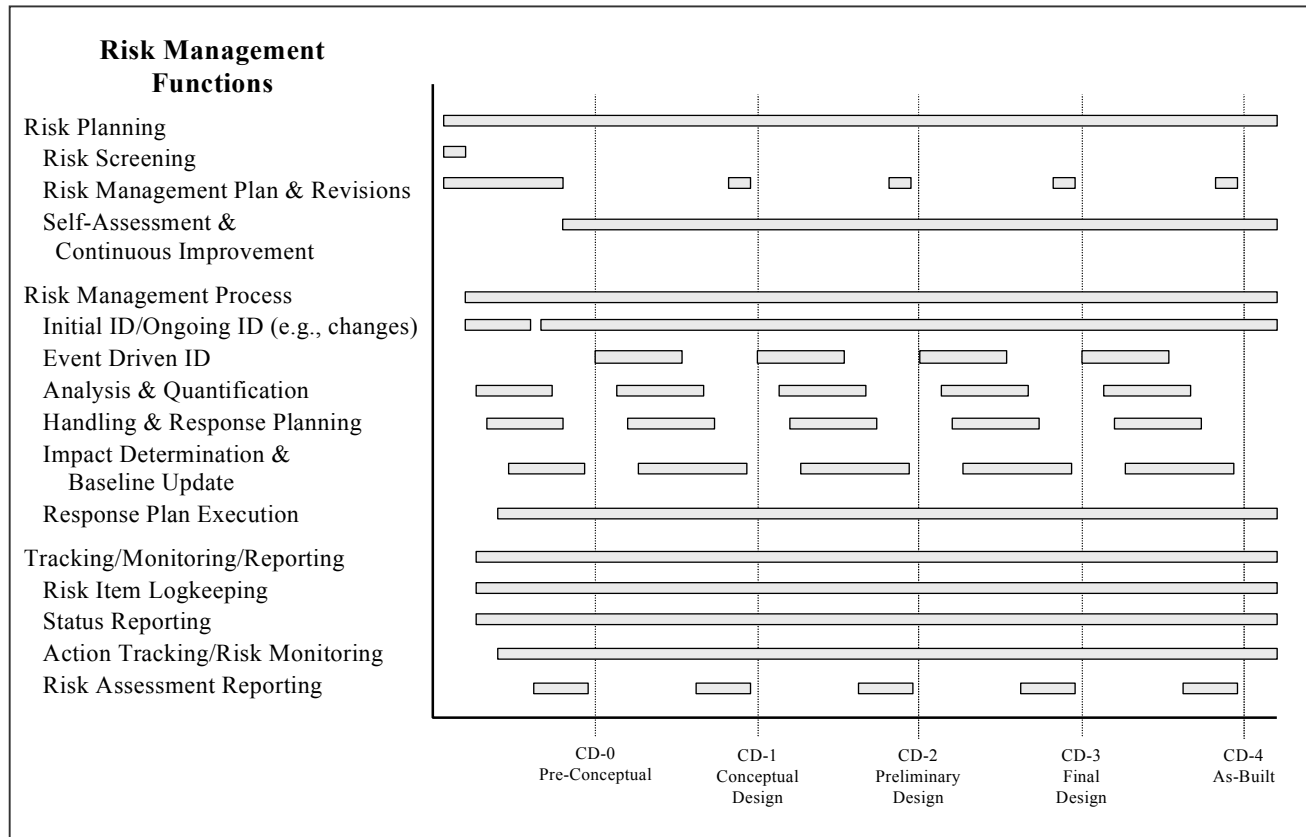 Risk Management
Functions
Risk Planning
Risk Screening
Risk Management Plan & Revisions
Self-Assessment &
Continuous Improvement
Risk Management Process
Initial ID/Ongoing ID (e.g., changes)
Event Driven ID
Analysis & Quantification
Handling & Response Planning
Impact Determination &
Baseline Update
Response Plan Execution
Tracking/Monitoring/Reporting
Risk Item Logkeeping
Status Reporting
Action Tracking/Risk Monitoring
Risk Assessment Reporting
CD-0
Pre-Conceptual
CD-1
Conceptual
Design
CD-2
Preliminary
Design
CD-3
Final
Design
CD-4
As-Built